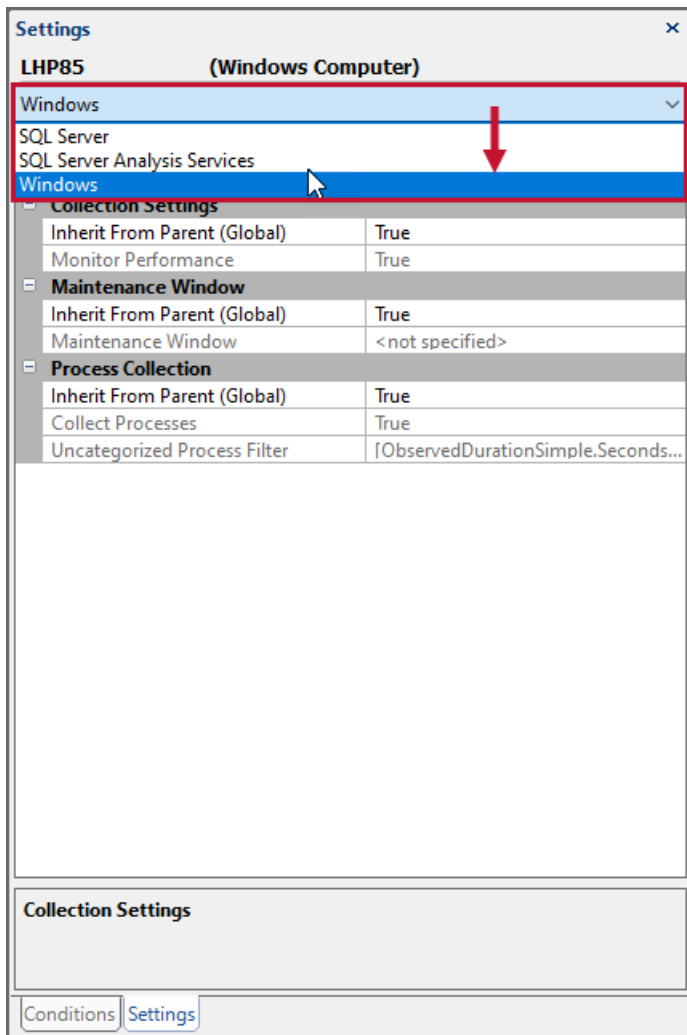 Settings
LHP85 (Windows Computer)
Windows
SQL Server
SQL Server Analysis Services
Windows
Collection Settings
Inherit From Parent (Global) True
Monitor Performance True
Maintenance Window
Inherit From Parent (Global) True
Maintenance Window <not specified>
Process Collection
Inherit From Parent (Global) True
Collect Processes True
Uncategorized Process Filter [ObservedDurationSimple.Seconds...
Collection Settings
Conditions Settings